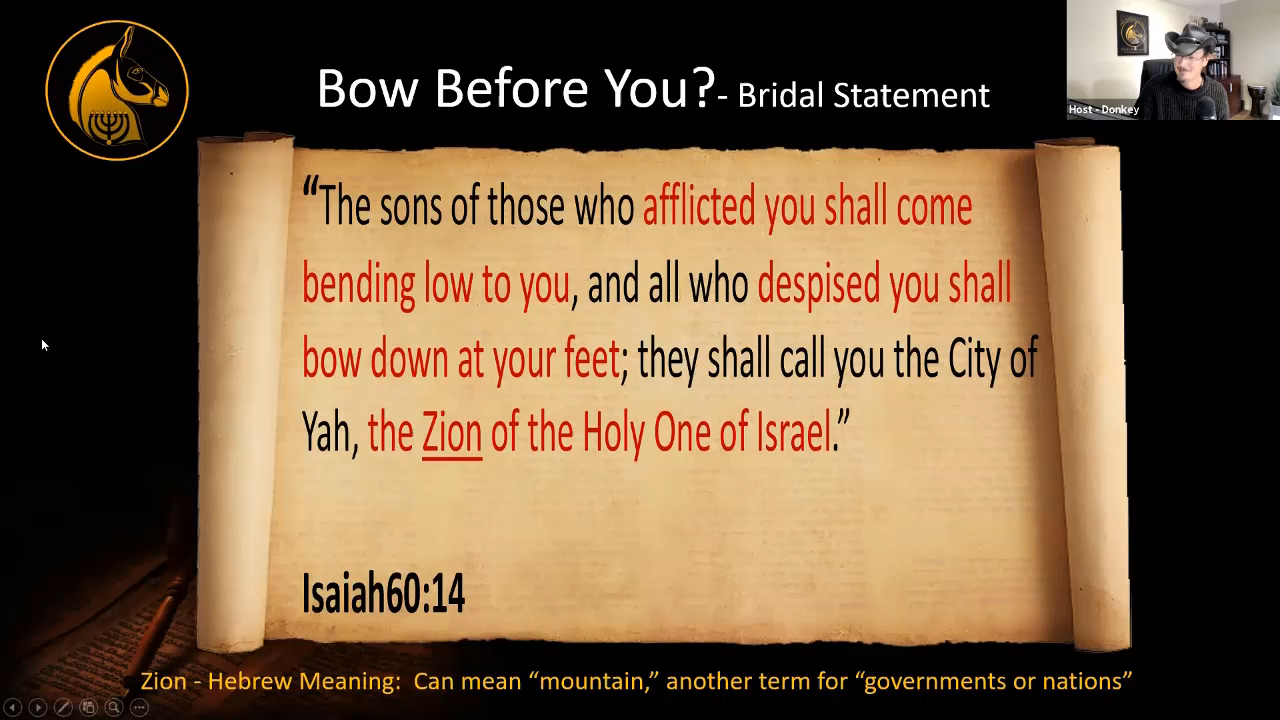 Bow Before You?- Bridal Statement
Host - Donkey
“The sons of those who afflicted you shall come
bending low to you, and all who despised you shall
bow down at your feet; they shall call you the City of
Yah, the Zion of the Holy One of Israel.”
Isaiah60:14
Zion - Hebrew Meaning:  Can mean “mountain,” another term for “governments or nations”